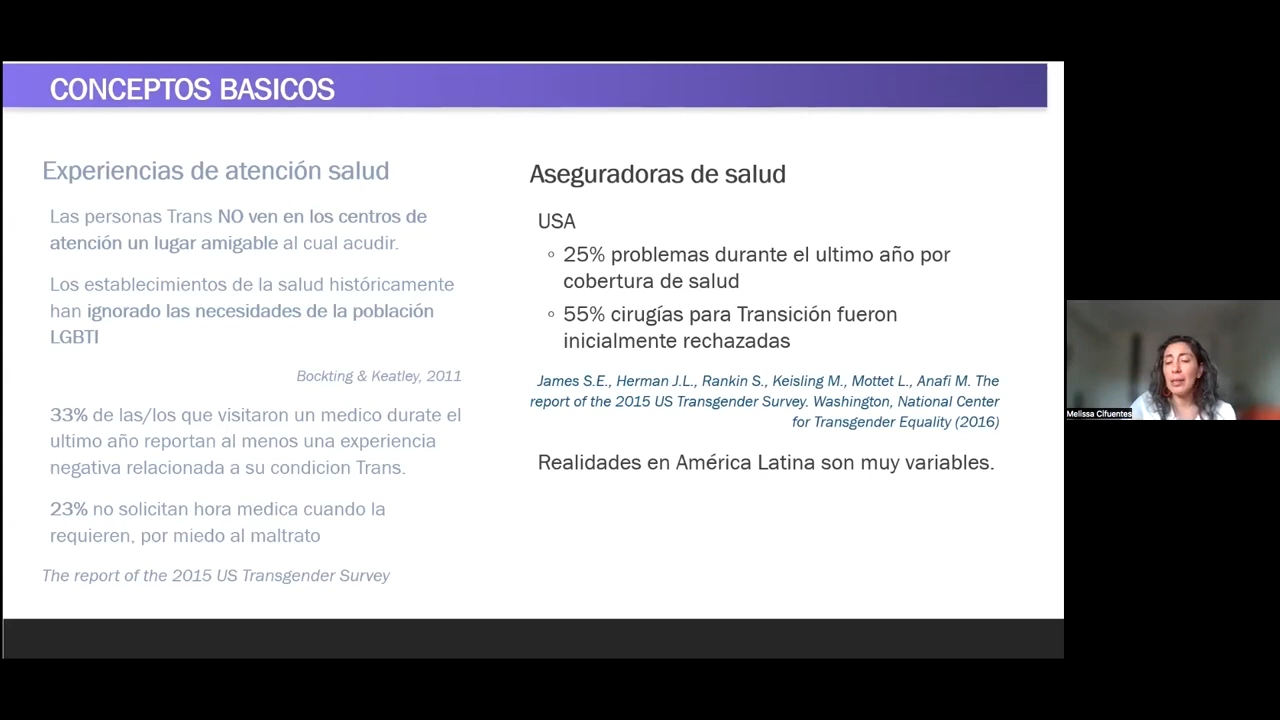 CONCEPTOS BASICOS
Experiencias de atención salud
Las personas Trans NO ven en los centros de
atención un lugar amigable al cual acudir.
Los establecimientos de la salud históricamente
han ignorado las necesidades de la población
LGBTI
Bockting & Keatley, 2011
33% de las/los que visitaron un medico durate el
ultimo año reportan al menos una experiencia
negativa relacionada a su condicion Trans.
23% no solicitan hora medica cuando la
requieren, por miedo al maltrato
The report of the 2015 US Transgender Survey
Aseguradoras de salud
USA
◦ 25% problemas durante el ultimo año por
cobertura de salud
◦ 55% cirugías para Transición fueron
inicialmente rechazadas
James S.E., Herman J.L., Rankin S., Keisling M., Mottet L., Anafi M. The
report of the 2015 US Transgender Survey. Washington, National Center
for Transgender Equality (2016)
Realidades en América Latina son muy variables.
Melissa Cifuentes